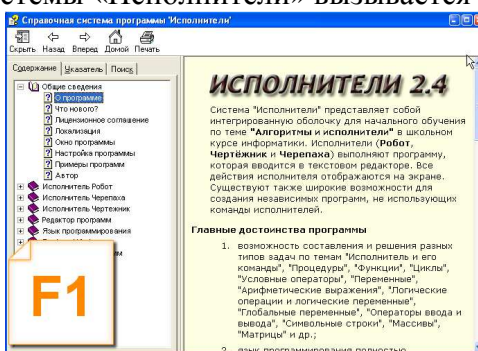 стемы «Исполнители» вызывается
Справочная система программы 'Исполнители'
Скрыть Назад Вперед Домой Печать
Содержание Указатель Поиск
Общие сведения
О программе
Что нового?
Лицензионное соглашение
Локализация
Окно программы
Настройка программы
Примеры программ
Автор
Исполнитель Робот
Исполнитель Черепаха
Исполнитель Чертежник
Редактор программ
Язык программирования
F1
ИСПОЛНИТЕЛИ 2.4
Система "Исполнители" представляет собой
интегрированную оболочку для начального обучения
по теме "Алгоритмы и исполнители" в школьном
курсе информатики. Исполнители (Робот,
Чертёжник и Черепаха) выполняют программу,
которая вводится в текстовом редакторе. Все
действия исполнителя отображаются на экране.
Существуют также широкие возможности для
создания независимых программ, не использующих
команды исполнителей.
Главные достоинства программы
1. возможность составления и решения разных
типов задач по темам "Исполнитель и его
команды", "Процедуры", "Функции", "Циклы",
"Условные операторы", "Переменные",
"Арифметические выражения", "Логические
операции и логические переменные",
"Глобальные переменные", "Операторы ввода и
вывода", "Символьные строки", "Массивы",
"Матрицы" и др.;
2. язык программирования полностью